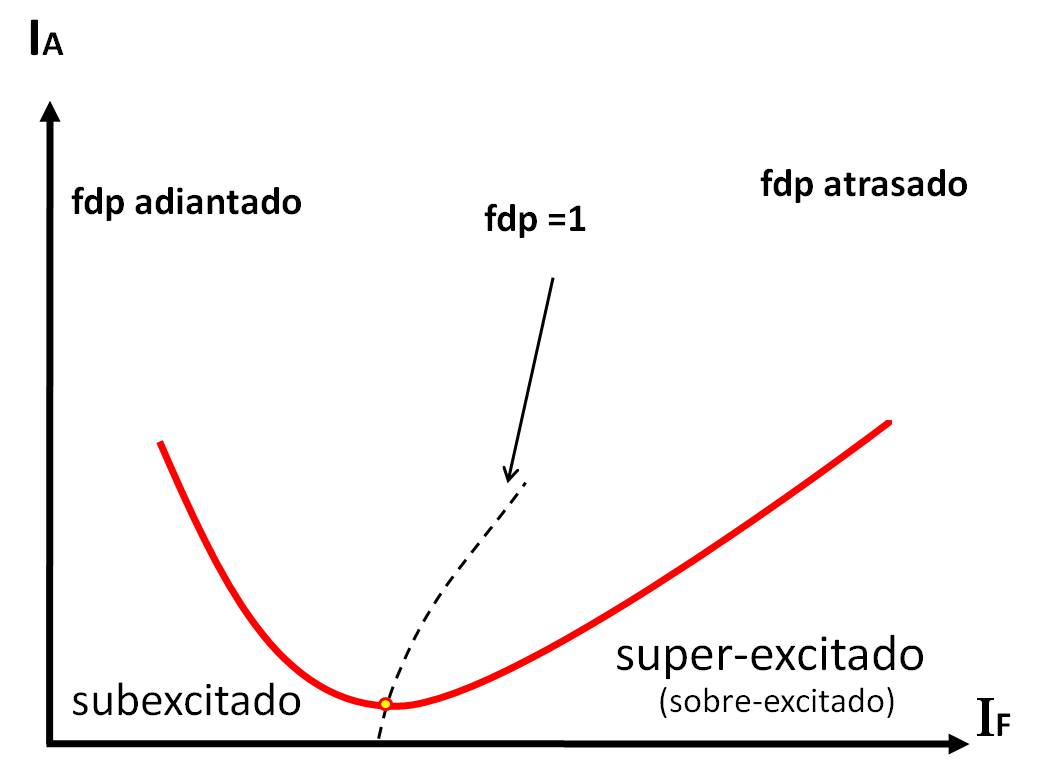 IA
fdp adiantado
fdp atrasado
fdp =1
super-excitado
(sobre-excitado)
subexcitado
IF